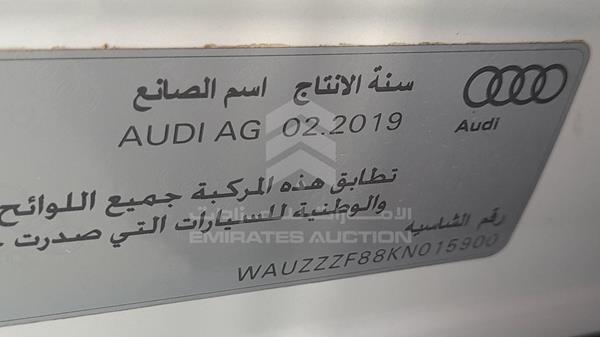 سنة الانتاج اسم الصانع
AUDI AG 02.2019
Audi
تطابق هذه المركبة جميع اللوائح
والوطنية للسيارات التي صدرت
رقم الشاسيه
WAUZZZF88KN015900
EMIRATES AUCTION